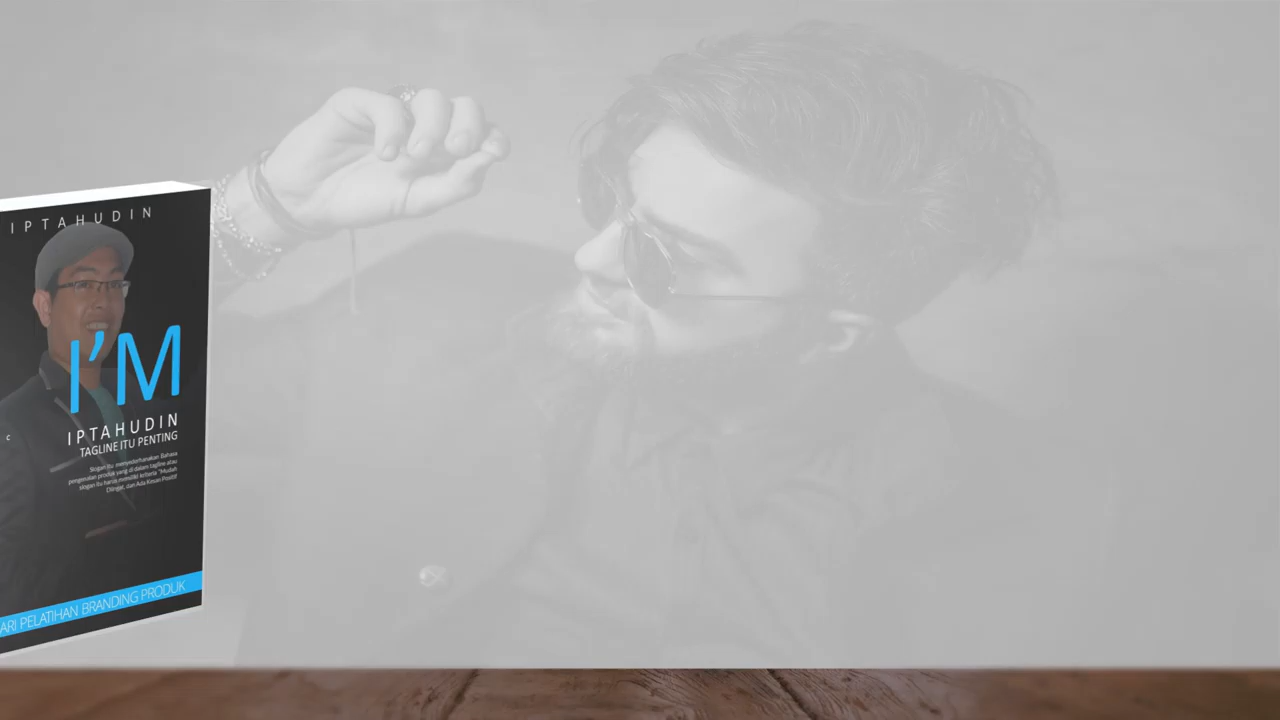 IPTAHUDIN
I'M
IPTAHUDIN
TAGLINE ITU PENTING
Slogan itu menyederhanakan Bahasa
pengenalan produk yang di dalam tagline atau
slogan itu harus memiliki kriteria "Mudah
Diingat, dan Ada Kesan Positif
C
ARI PELATIHAN BRANDING PRODUK